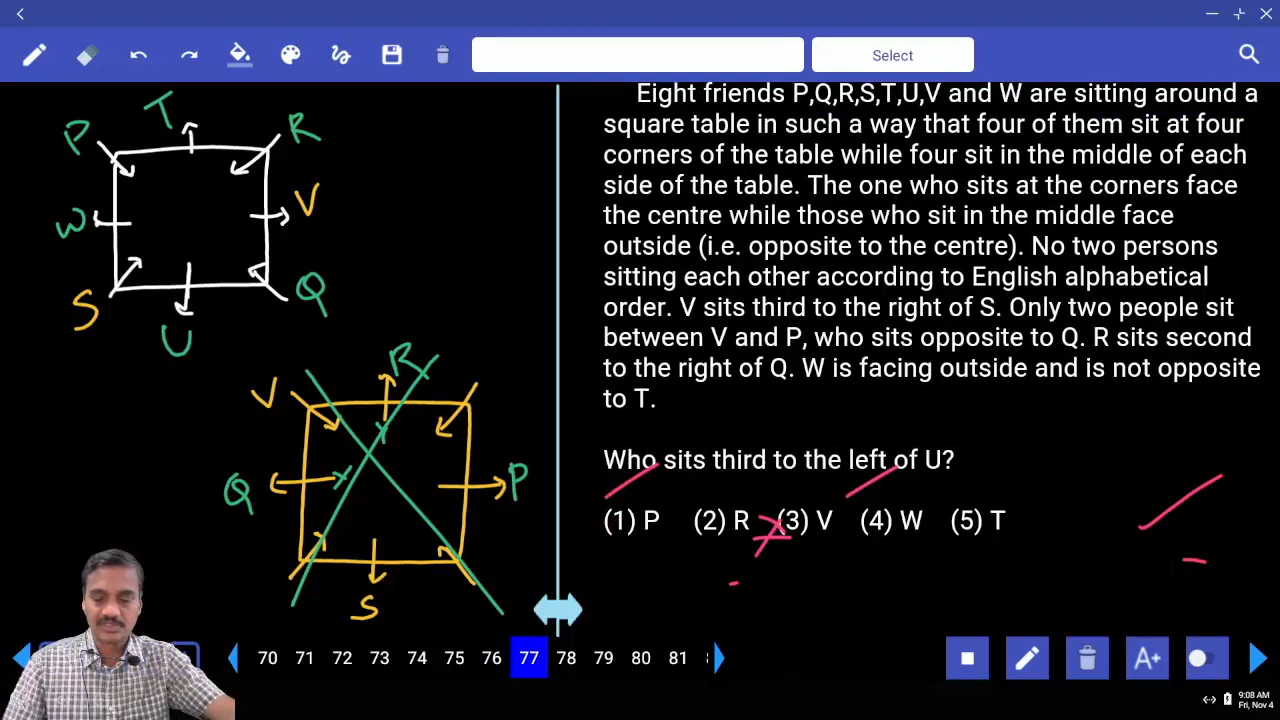 Select
T
P
R
W
V
S
Q
U
R
V
Q
P
S
Eight friends P,Q,R,S,T,U,V and W are sitting around a
square table in such a way that four of them sit at four
corners of the table while four sit in the middle of each
side of the table. The one who sits at the corners face
the centre while those who sit in the middle face
outside (i.e. opposite to the centre). No two persons
sitting each other according to English alphabetical
order. V sits third to the right of S. Only two people sit
between V and P, who sits opposite to Q. R sits second
to the right of Q. W is facing outside and is not opposite
to T.
Who sits third to the left of U?
(1) P (2) R (3) V (4) W (5) T
70 71 72 73 74 75 76 77 78 79 80 81
A+
9:08 AM
Fri, Nov 4